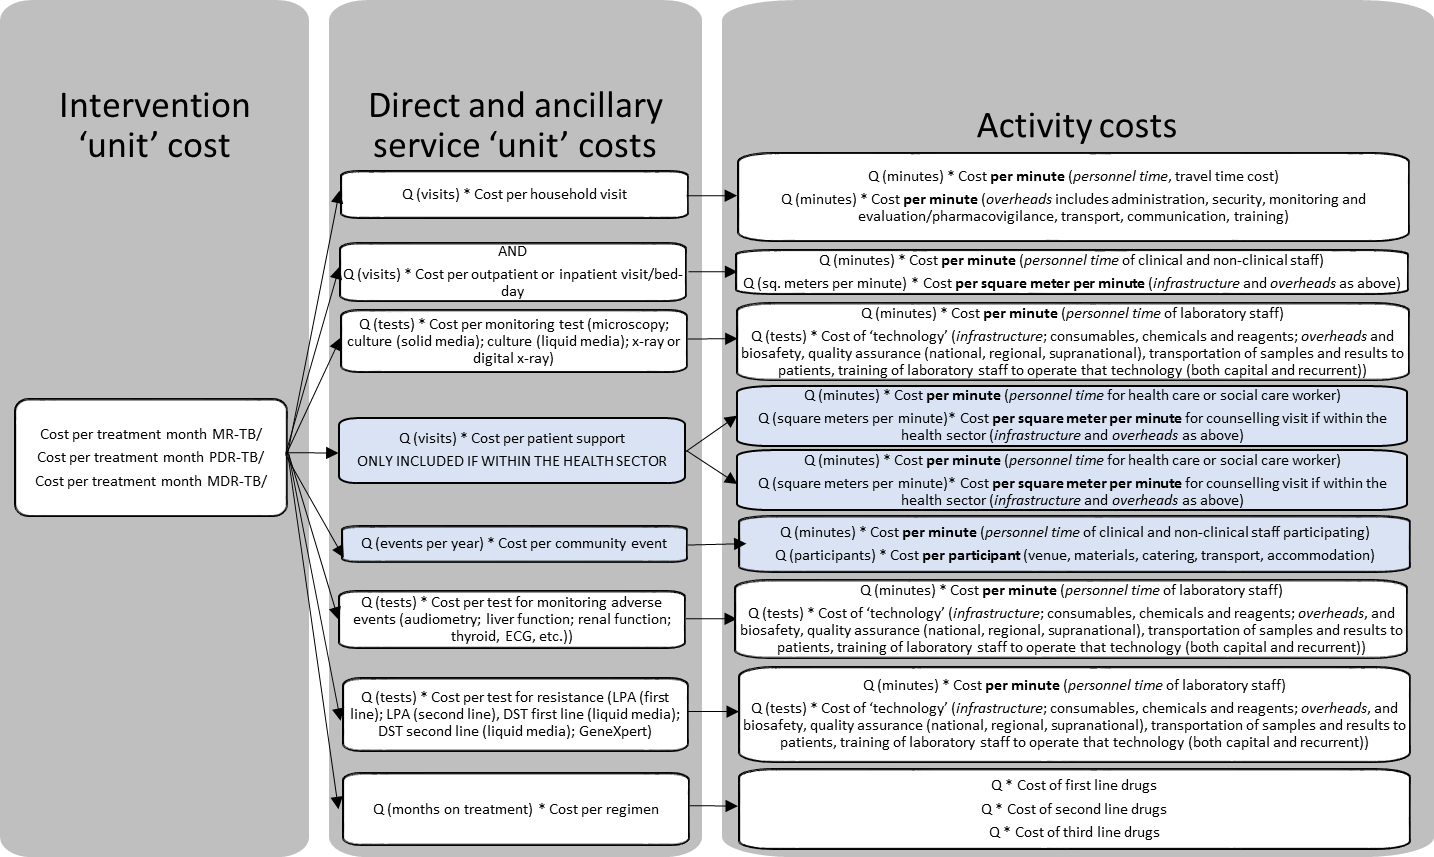 Intervention
‘unit’ cost
Cost per treatment month MR-TB/
Cost per treatment month PDR-TB/
Cost per treatment month MDR-TB/
Direct and ancillary
service ‘unit’ costs
Q (visits) * Cost per household visit
AND
Q (visits) * Cost per outpatient or inpatient visit/bed-
day
Q (tests) * Cost per monitoring test (microscopy;
culture (solid media); culture (liquid media); x-ray or
digital x-ray)
Q (visits) * Cost per patient support
ONLY INCLUDED IF WITHIN THE HEALTH SECTOR
Q (events per year) * Cost per community event
Q (tests) * Cost per test for monitoring adverse
events (audiometry; liver function; renal function;
thyroid, ECG, etc.))
Q (tests) * Cost per test for resistance (LPA (first
line); LPA (second line), DST first line (liquid media);
DST second line (liquid media); GeneXpert)
Q (months on treatment) * Cost per regimen
Activity costs
Q (minutes) * Cost per minute (personnel time, travel time cost)
Q (minutes) * Cost per minute (overheads includes administration, security, monitoring and
evaluation/pharmacovigilance, transport, communication, training)
Q (minutes) * Cost per minute (personnel time of clinical and non-clinical staff)
Q (sq. meters per minute) * Cost per square meter per minute (infrastructure and overheads as above)
Q (minutes) * Cost per minute (personnel time of laboratory staff)
Q (tests) * Cost of ‘technology’ (infrastructure; consumables, chemicals and reagents; overheads and
biosafety, quality assurance (national, regional, supranational), transportation of samples and results to
patients, training of laboratory staff to operate that technology (both capital and recurrent))
Q (minutes) * Cost per minute (personnel time for health care or social care worker)
Q (square meters per minute)* Cost per square meter per minute for counselling visit if within the
health sector (infrastructure and overheads as above)
Q (minutes) * Cost per minute (personnel time for health care or social care worker)
Q (square meters per minute)* Cost per square meter per minute for counselling visit if within the
health sector (infrastructure and overheads as above)
Q (minutes) * Cost per minute (personnel time of clinical and non-clinical staff participating)
Q (participants) * Cost per participant (venue, materials, catering, transport, accommodation)
Q (minutes) * Cost per minute (personnel time of laboratory staff)
Q (tests) * Cost of ‘technology’ (infrastructure; consumables, chemicals and reagents; overheads, and
biosafety, quality assurance (national, regional, supranational), transportation of samples and results to
patients, training of laboratory staff to operate that technology (both capital and recurrent))
Q (minutes) * Cost per minute (personnel time of laboratory staff)
Q (tests) * Cost of ‘technology’ (infrastructure; consumables, chemicals and reagents; overheads, and
biosafety, quality assurance (national, regional, supranational), transportation of samples and results to
patients, training of laboratory staff to operate that technology (both capital and recurrent))
Q * Cost of first line drugs
Q * Cost of second line drugs
Q * Cost of third line drugs